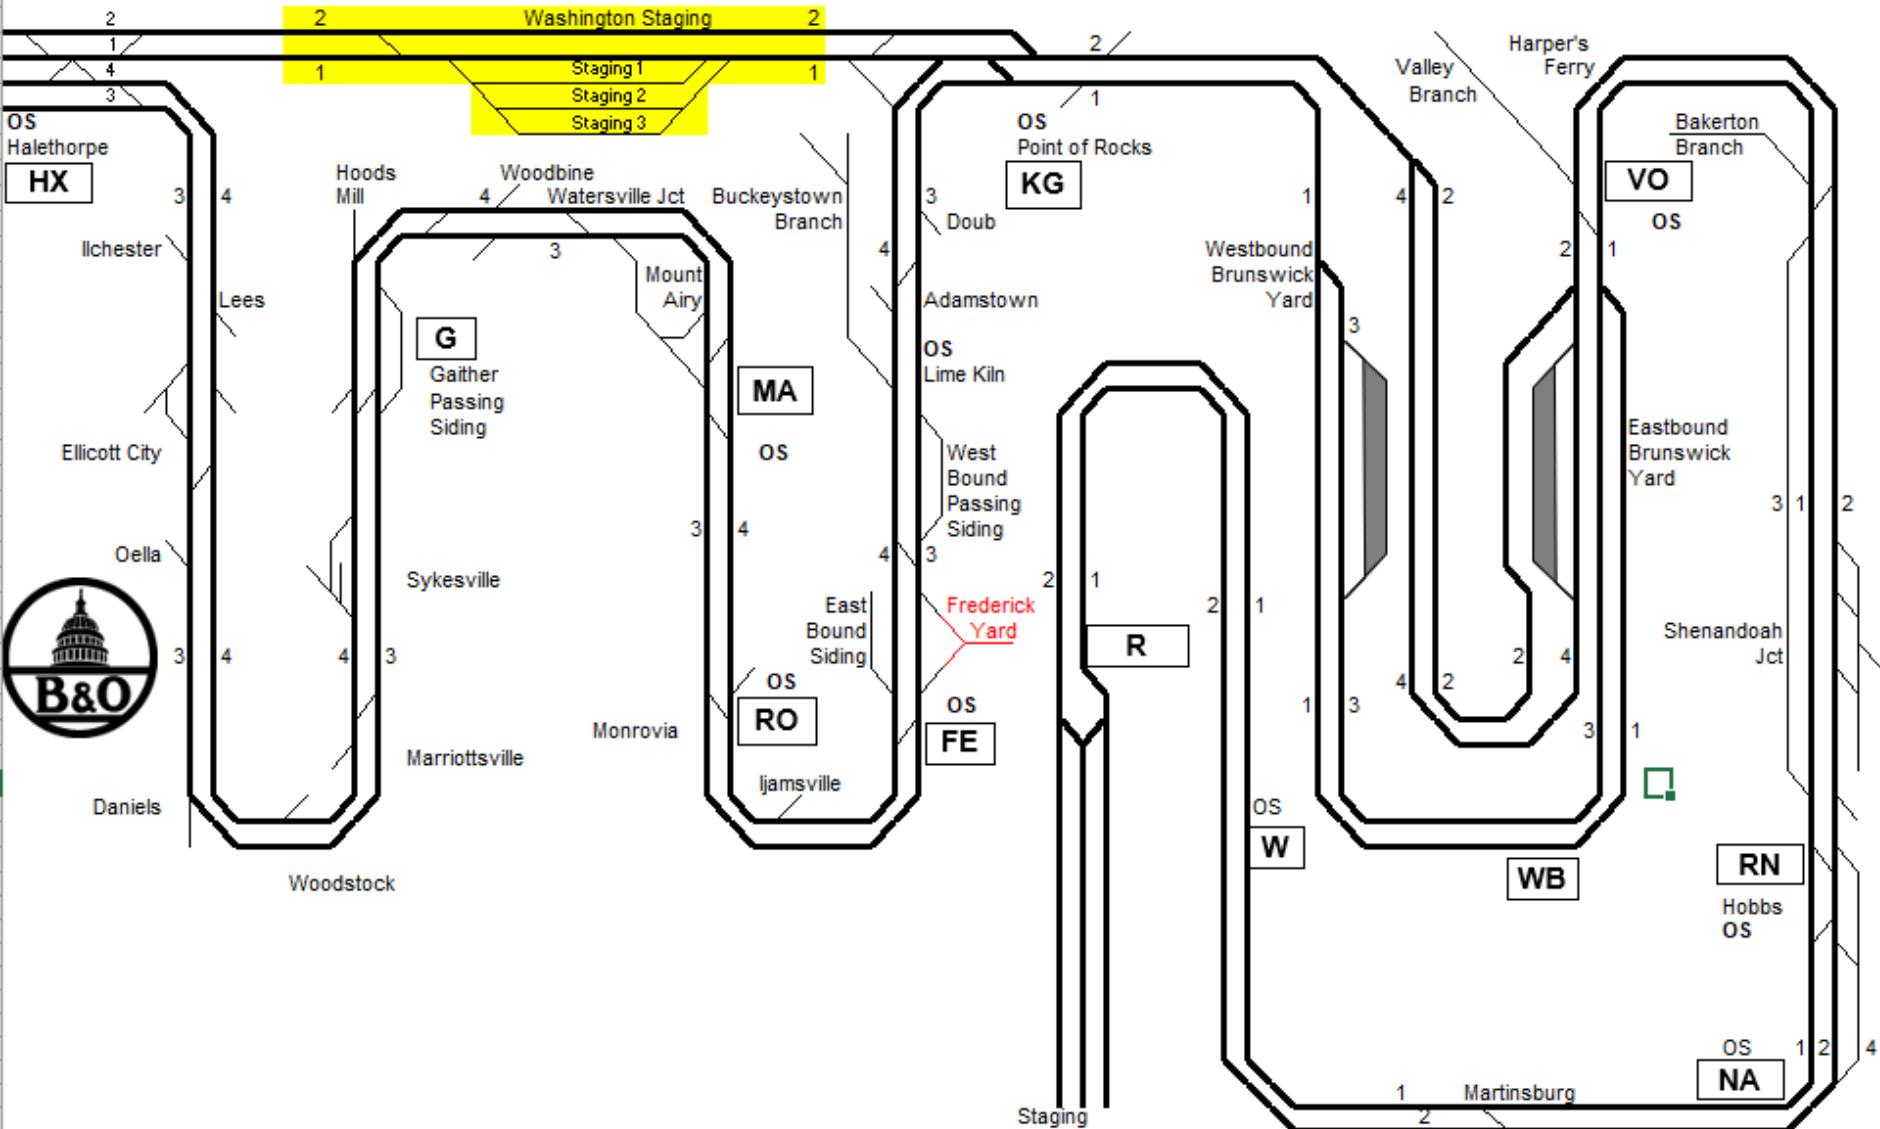 2
2
Washington Staging
2
1
4
3
1
Staging 1
1
Staging 2
Staging 3
2
1
OS
Halethorpe
HX
3
4
Ilchester
Lees
Ellicott City
Oella
B&O
3
4
Daniels
Woodstock
Hoods
Mill
Woodbine
4
Watersville Jct
3
Mount
Airy
G
Gaither
Passing
Siding
Sykesville
4
3
Marriottsville
MA
OS
3
4
Monrovia
OS
RO
Ijamsville
Buckeystown
Branch
3
Doub
4
Adamstown
OS
Lime Kiln
West
Bound
Passing
Siding
4
3
East
Bound
Siding
Frederick
Yard
OS
FE
OS
Point of Rocks
KG
1
4
2
Westbound
Brunswick
Yard
3
2
1
R
2
1
Staging
OS
W
1
3
4
2
2
4
3
1
WB
Valley
Branch
Harper's
Ferry
VO
OS
2
1
Eastbound
Brunswick
Yard
Bakerton
Branch
3
1
2
Shenandoah
Jct
RN
Hobbs
OS
OS
1
2
4
NA
1
Martinsburg
2